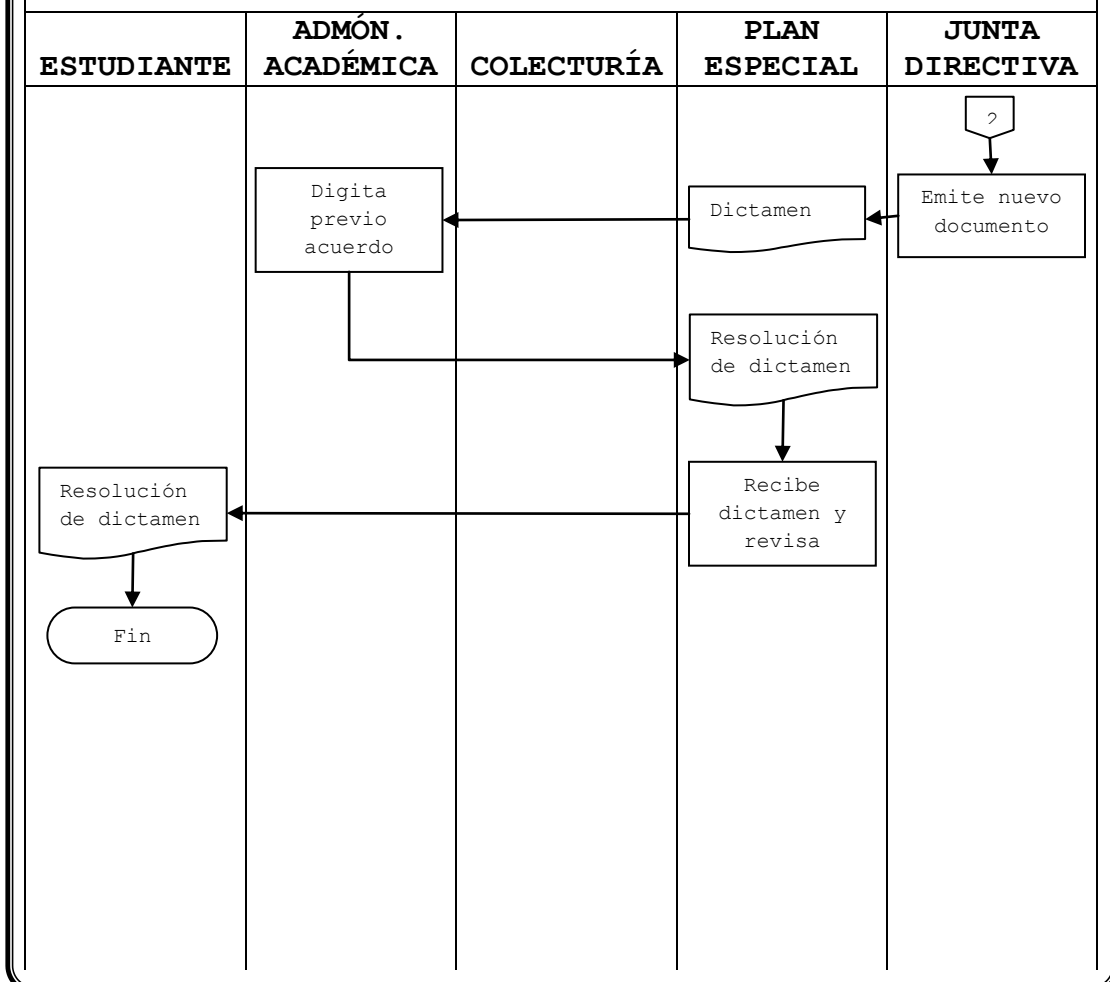 ESTUDIANTE
ADMÓN.
ACADÉMICA
COLECTURÍA
PLAN
ESPECIAL
JUNTA
DIRECTIVA
2
Emite nuevo
documento
Dictamen
Digita
previo
acuerdo
Resolución
de dictamen
Recibe
dictamen y
revisa
Resolución
de dictamen
Fin